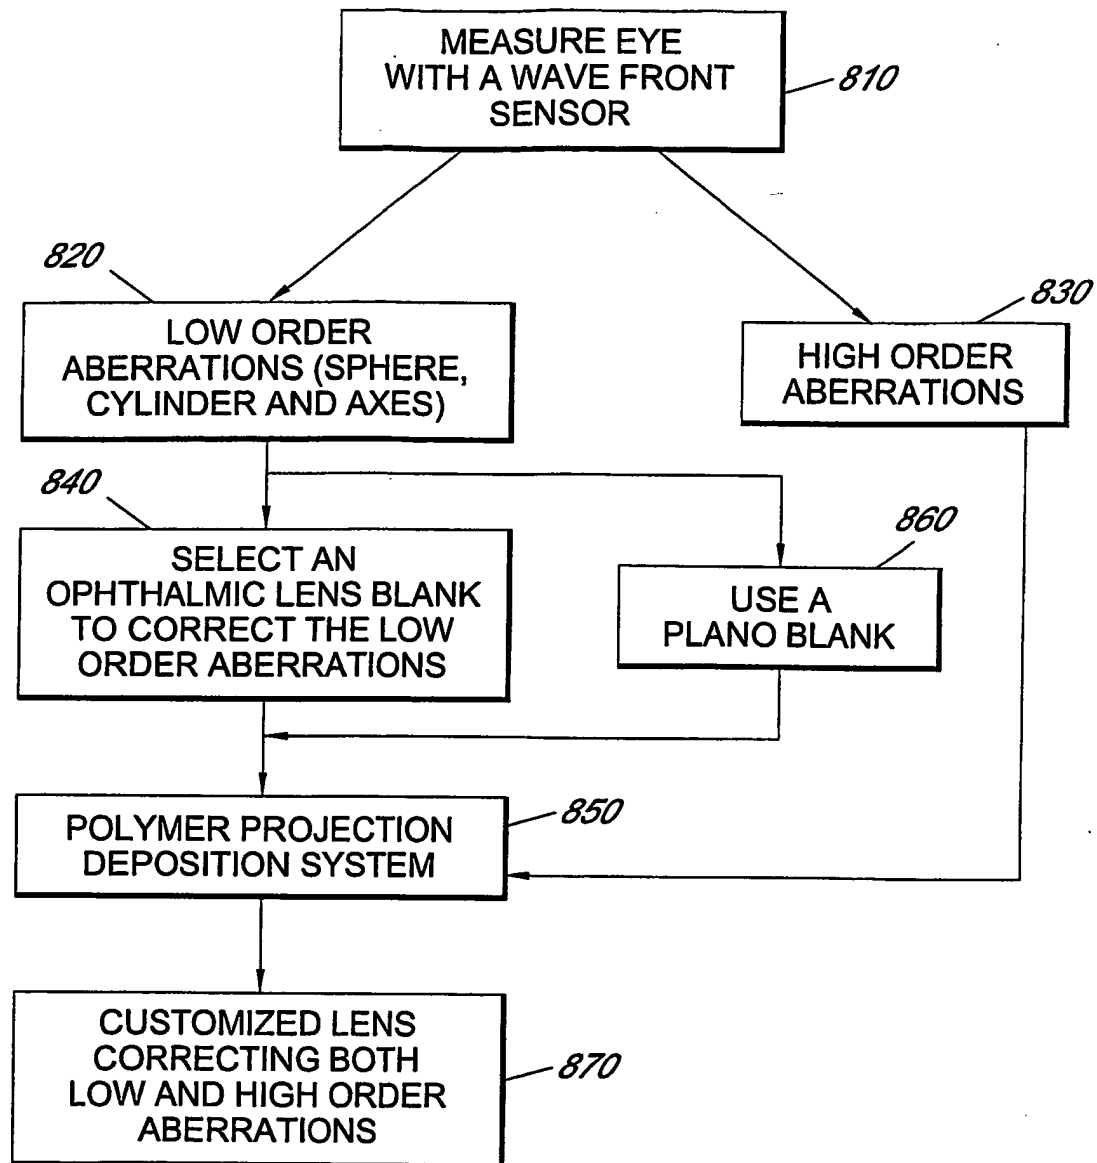 MEASURE EYE
WITH A WAVE FRONT
SENSOR
810
820
LOW ORDER
ABERRATIONS (SPHERE,
CYLINDER AND AXES)
830
HIGH ORDER
ABERRATIONS
840
SELECT AN
OPHTHALMIC LENS BLANK
TO CORRECT THE LOW
ORDER ABERRATIONS
860
USE A
PLANO BLANK
POLYMER PROJECTION
DEPOSITION SYSTEM
850
CUSTOMIZED LENS
CORRECTING BOTH
LOW AND HIGH ORDER
ABERRATIONS
870